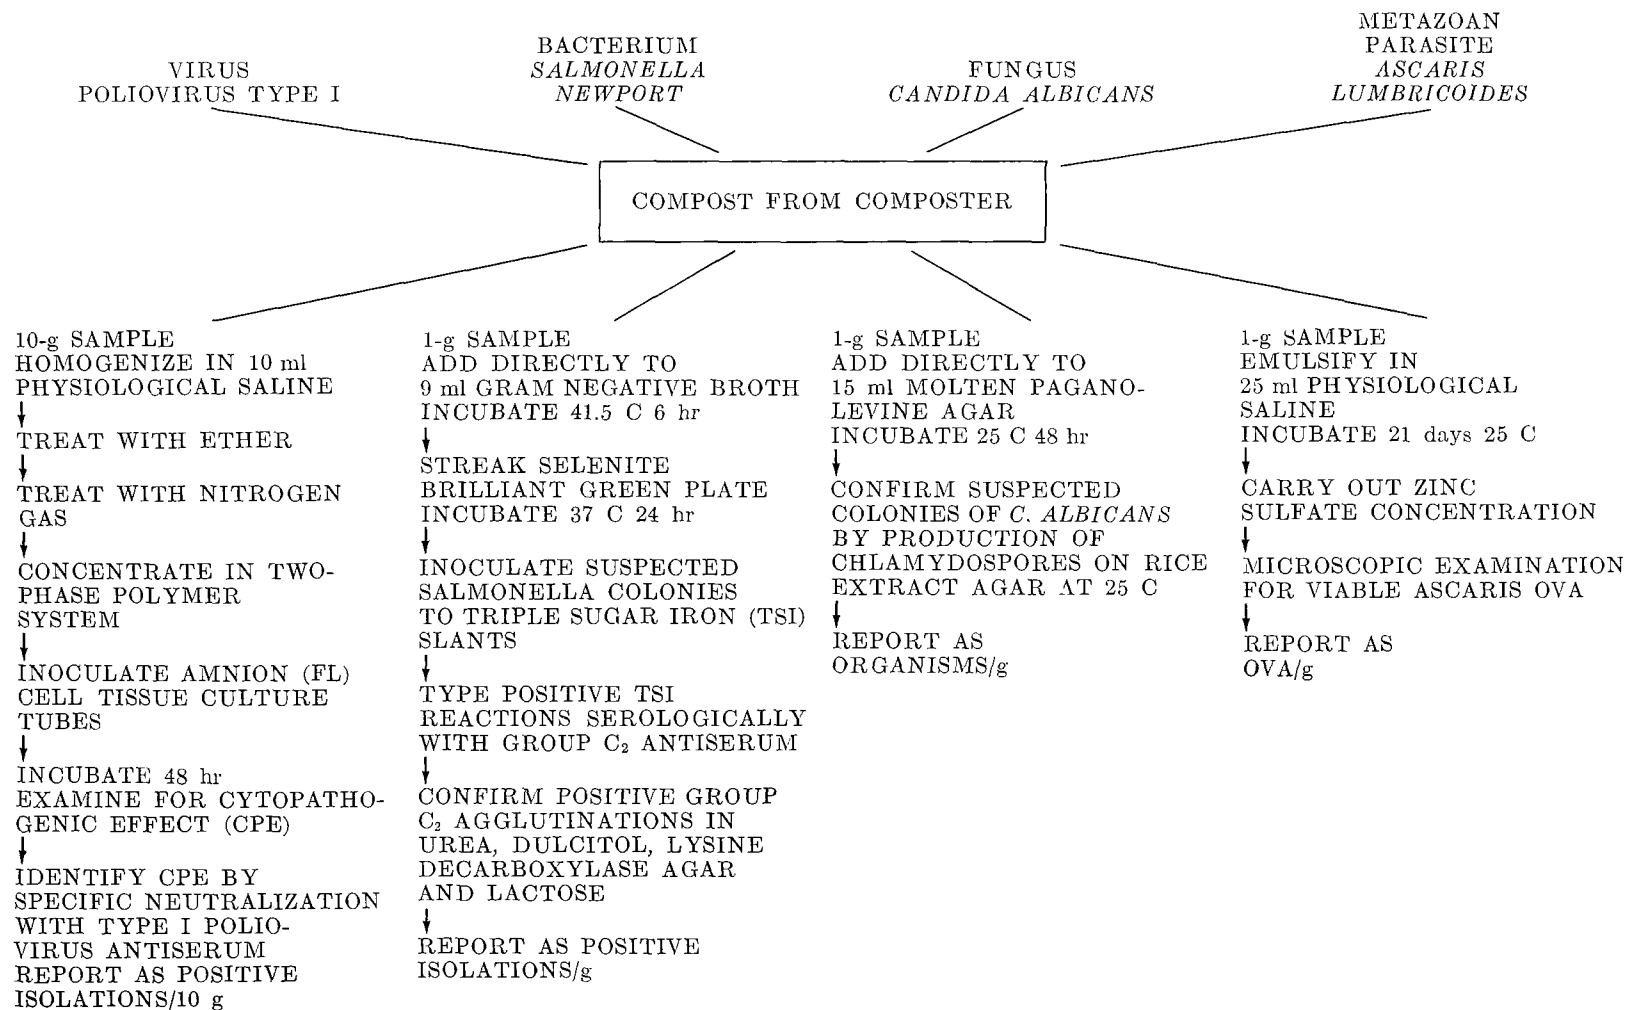 VIRUS
POLIOVIRUS TYPE I
BACTERIUM
SALMONELLA
NEWPORT
FUNGUS
CANDIDA ALBICANS
METAZOAN
PARASITE
ASCARIS
LUMBRICOIDES
COMPOST FROM COMPOSTER
10-g SAMPLE
HOMOGENIZE IN 10 ml
PHYSIOLOGICAL SALINE
TREAT WITH ETHER
TREAT WITH NITROGEN
GAS
CONCENTRATE IN TWO-
PHASE POLYMER
SYSTEM
INOCULATE AMNION (FL)
CELL TISSUE CULTURE
TUBES
INCUBATE 48 hr
EXAMINE FOR CYTOPATHO-
GENIC EFFECT (CPE)
IDENTIFY CPE BY
SPECIFIC NEUTRALIZATION
WITH TYPE I POLIO-
VIRUS ANTISERUM
REPORT AS POSITIVE
ISOLATIONS/10 g
1-g SAMPLE
ADD DIRECTLY TO
9 ml GRAM NEGATIVE BROTH
INCUBATE 41.5 C 6 hr
STREAK SELENITE
BRILLIANT GREEN PLATE
INCUBATE 37 C 24 hr
INOCULATE SUSPECTED
SALMONELLA COLONIES
TO TRIPLE SUGAR IRON (TSI)
SLANTS
TYPE POSITIVE TSI
REACTIONS SEROLOGICALLY
WITH GROUP C₂ ANTISERUM
CONFIRM POSITIVE GROUP
C₂ AGGLUTINATIONS IN
UREA, DULCITOL, LYSINE
DECARBOXYLASE AGAR
AND LACTOSE
REPORT AS POSITIVE
ISOLATIONS/g
1-g SAMPLE
ADD DIRECTLY TO
15 ml MOLTEN PAGANO-
LEVINE AGAR
INCUBATE 25 C 48 hr
CONFIRM SUSPECTED
COLONIES OF C. ALBICANS
BY PRODUCTION OF
CHLAMYDOSPORES ON RICE
EXTRACT AGAR AT 25 C
REPORT AS
ORGANISMS/g
1-g SAMPLE
EMULSIFY IN
25 ml PHYSIOLOGICAL
SALINE
INCUBATE 21 days 25 C
CARRY OUT ZINC
SULFATE CONCENTRATION
MICROSCOPIC EXAMINATION
FOR VIABLE ASCARIS OVA
REPORT AS
OVA/g